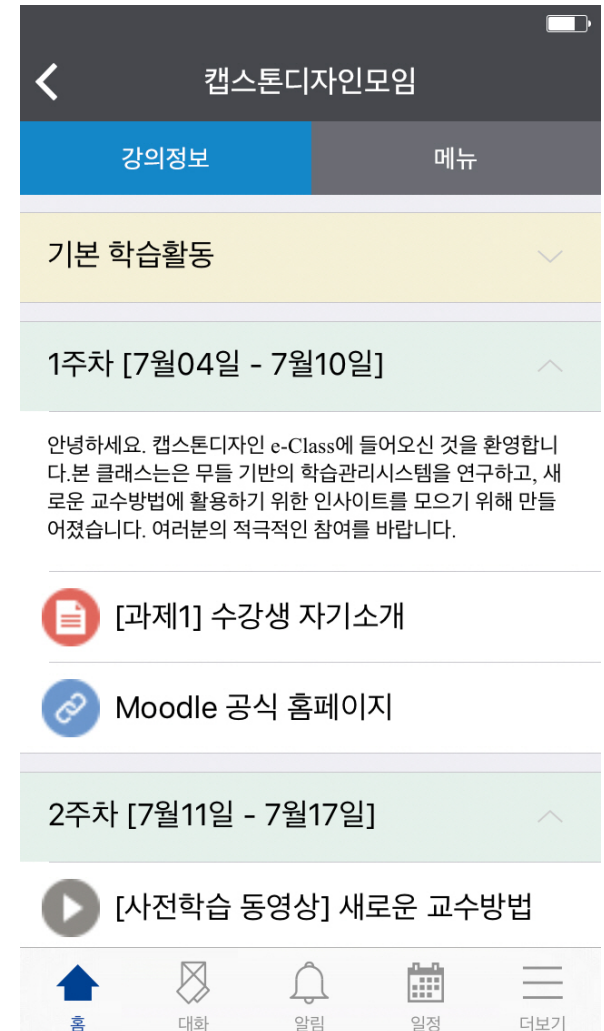 캡스톤디자인모임
강의정보
메뉴
기본 학습활동
1주차 [7월04일 - 7월10일]
안녕하세요. 캡스톤디자인 e-Class에 들어오신 것을 환영합니
다.본 클래스는은 무들 기반의 학습관리시스템을 연구하고, 새
로운 교수방법에 활용하기 위한 인사이트를 모으기 위해 만들
어졌습니다. 여러분의 적극적인 참여를 바랍니다.
[과제1] 수강생 자기소개
Moodle 공식 홈페이지
2주차 [7월11일 - 7월17일]
[사전학습 동영상] 새로운 교수방법
홈
대화
알림
일정
더보기